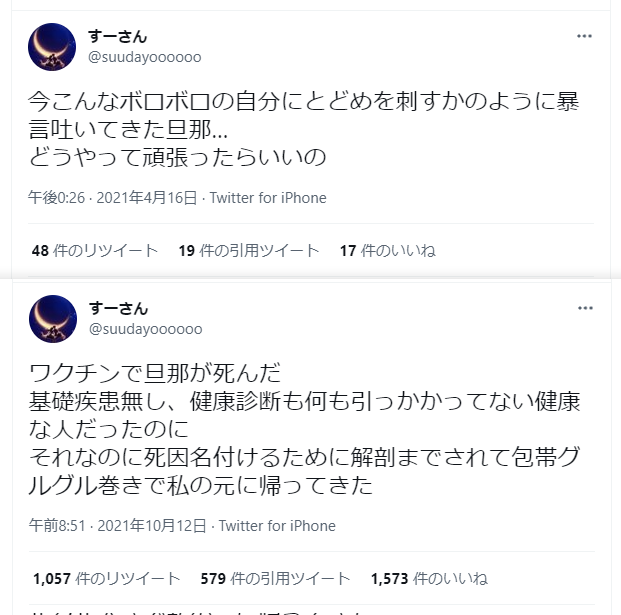 すーさん
@suudayoooooo
今こんなボロボロの自分にとどめを刺すかのように暴
言吐いてきた旦那...
どうやって頑張ったらいいの
午後0:26 · 2021年4月16日 · Twitter for iPhone
48 件のリツイート 19 件の引用ツイート 17 件のいいね
すーさん
@suudayoooooo
ワクチンで旦那が死んだ
基礎疾患無し、健康診断も何も引っかかってない健康
な人だったのに
それなのに死因名付けるために解剖までされて包帯グ
ルグル巻きで私の元に帰ってきた
午前8:51 · 2021年10月12日 · Twitter for iPhone
1,057 件のリツイート 579 件の引用ツイート 1,573 件のいいね